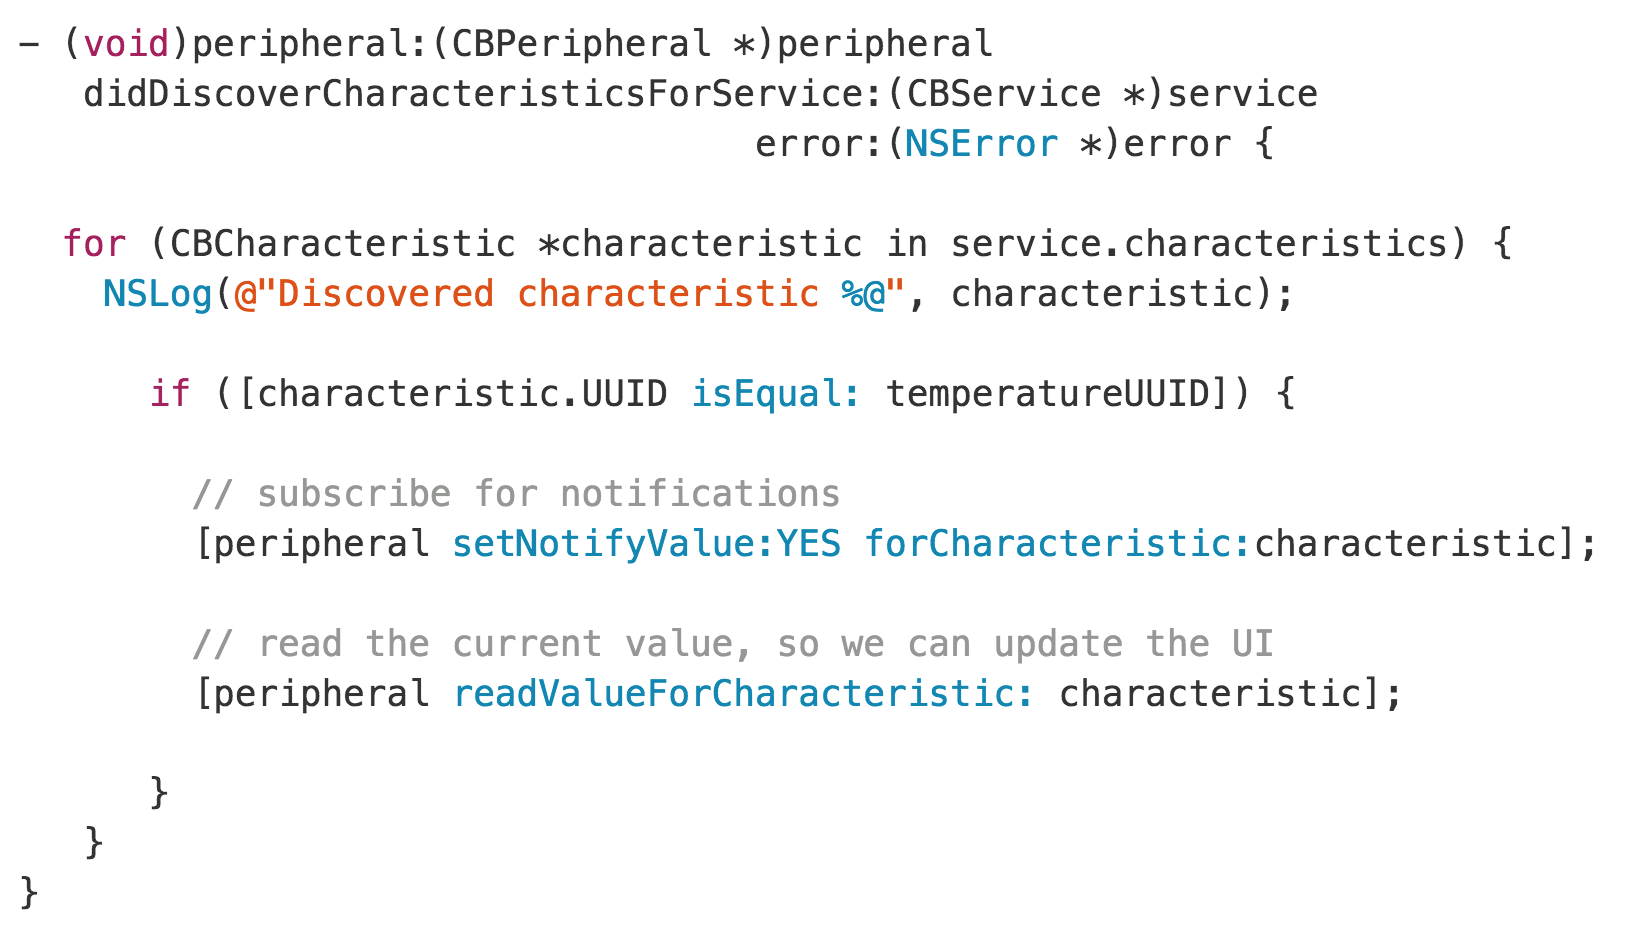 – (void)peripheral:(CBPeripheral *)peripheral
didDiscoverCharacteristicsForService:(CBService *)service
error:(NSError *)error {
for (CBCharacteristic *characteristic in service.characteristics) {
NSLog(@"Discovered characteristic %@", characteristic);
if ([characteristic.UUID isEqual: temperatureUUID]) {
// subscribe for notifications
[peripheral setNotifyValue:YES forCharacteristic:characteristic];
// read the current value, so we can update the UI
[peripheral readValueForCharacteristic: characteristic];
}
}
}